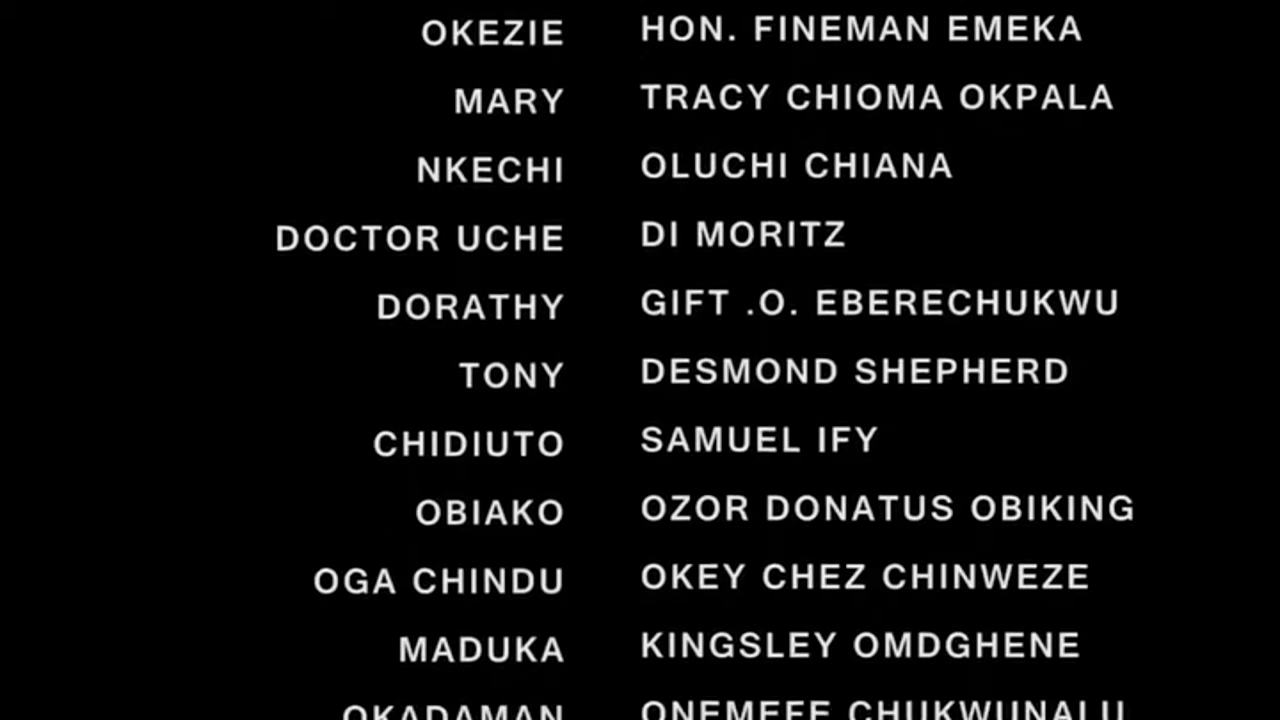 OKEZIE HON. FINEMAN EMEKA
MARY TRACY CHIOMA OKPALA
NKECHI OLUCHI CHIANA
DOCTOR UCHE DI MORITZ
DORATHY GIFT .O. EBERECHUKWU
TONY DESMOND SHEPHERD
CHIDIUTO SAMUEL IFY
OBIAKO OZOR DONATUS OBIKING
OGA CHINDU OKEY CHEZ CHINWEZE
MADUKA KINGSLEY OMDGHENE
OKADAMAN